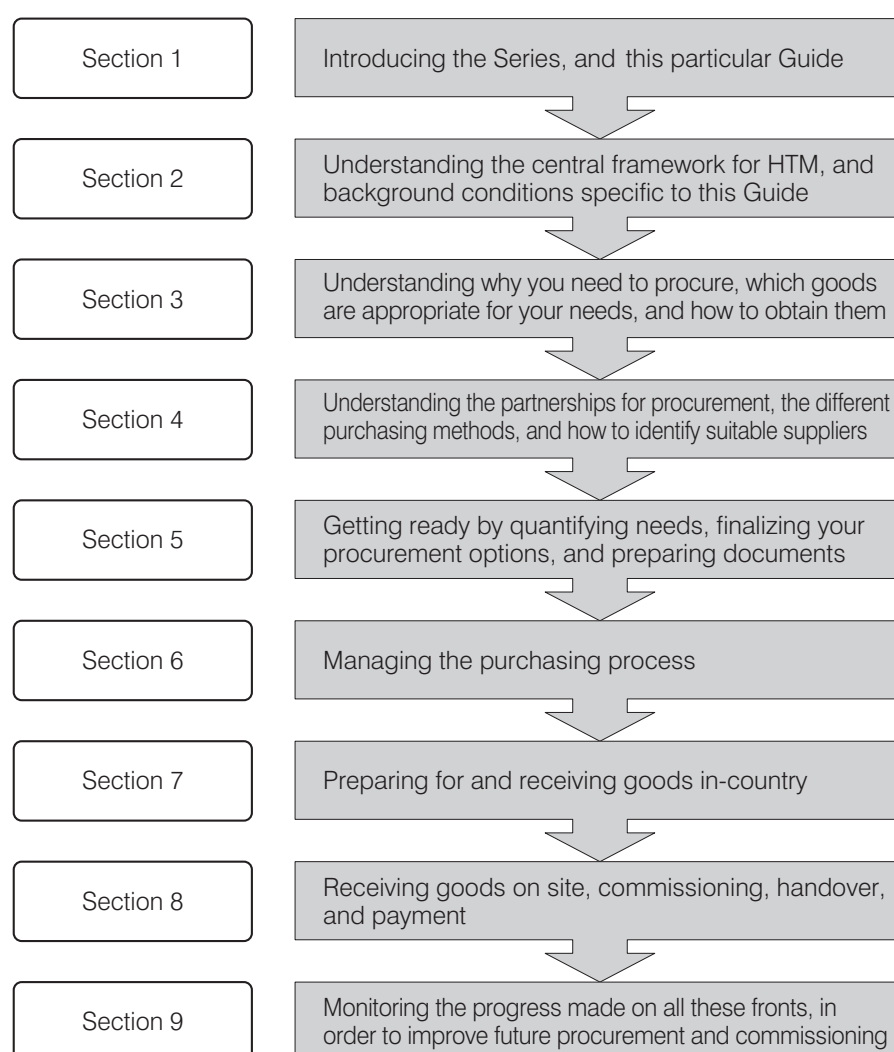 Section 1
Introducing the Series, and this particular Guide
Section 2
Understanding the central framework for HTM, and
background conditions specific to this Guide
Section 3
Understanding why you need to procure, which goods
are appropriate for your needs, and how to obtain them
Section 4
Understanding the partnerships for procurement, the different
purchasing methods, and how to identify suitable suppliers
Section 5
Getting ready by quantifying needs, finalizing your
procurement options, and preparing documents
Section 6
Managing the purchasing process
Section 7
Preparing for and receiving goods in-country
Section 8
Receiving goods on site, commissioning, handover,
and payment
Section 9
Monitoring the progress made on all these fronts, in
order to improve future procurement and commissioning